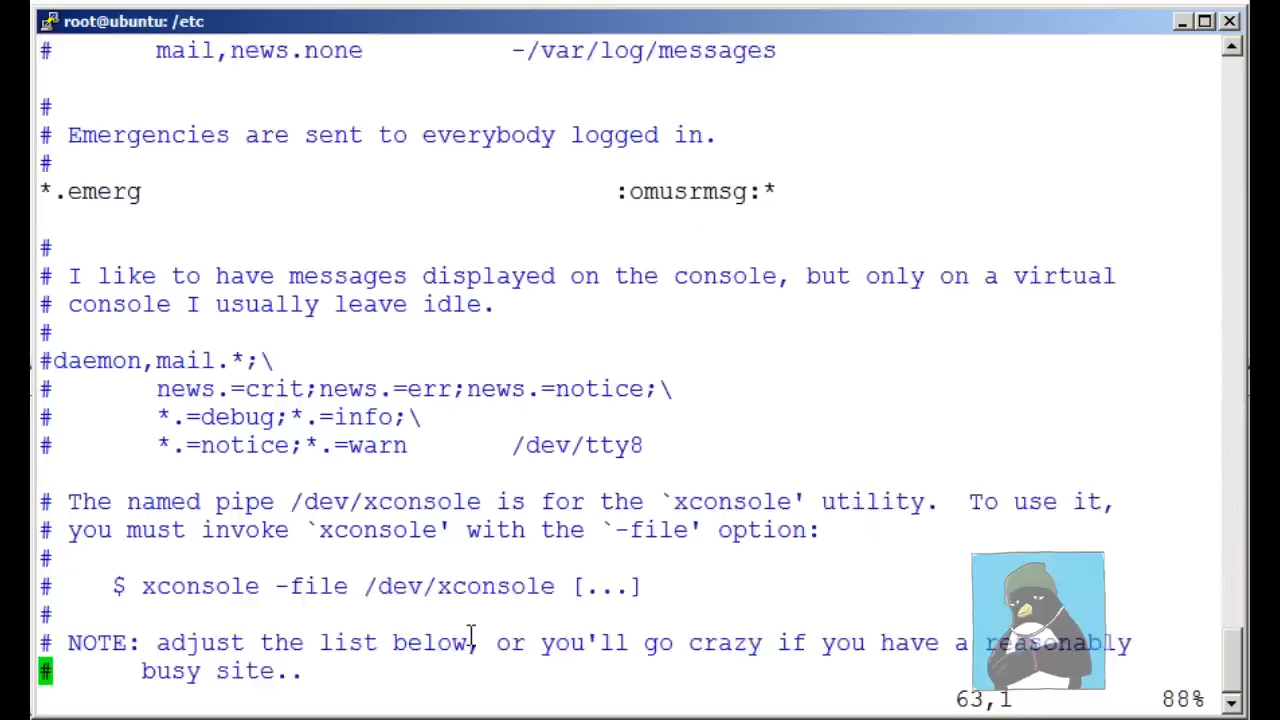 root@ubuntu: /etc
# mail,news.none -/var/log/messages
#
# Emergencies are sent to everybody logged in.
#
*.emerg :omusrmsg:*
#
# I like to have messages displayed on the console, but only on a virtual
# console I usually leave idle.
#
#daemon,mail.*;\
# news.=crit;news.=err;news.=notice;\
# *.=debug;*.=info;\
# *.=notice;*.=warn /dev/tty8
# The named pipe /dev/xconsole is for the `xconsole' utility. To use it,
# you must invoke `xconsole' with the `-file' option:
#
# $ xconsole -file /dev/xconsole [...]
#
# NOTE: adjust the list below, or you'll go crazy if you have a reasonably
# busy site..
63,1 88%